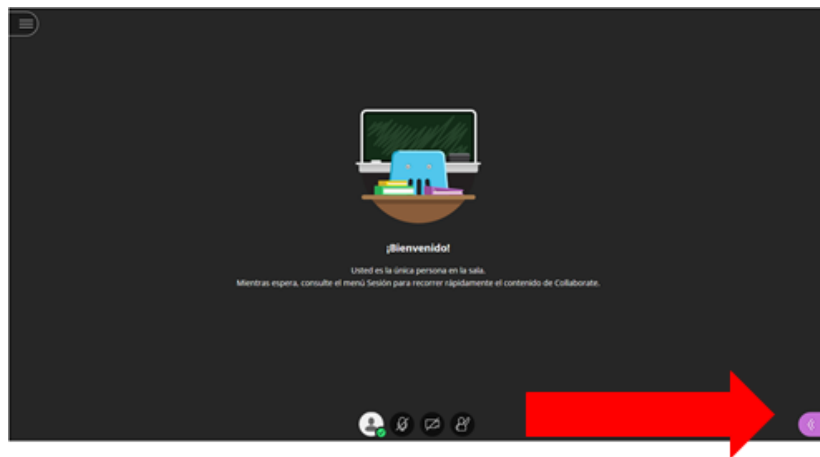 ¡Bienvenido!
Usted es la única persona en la sala.
Mientras espera, consulte el menú Sesión para recorrer rápidamente el contenido de Collaborate.